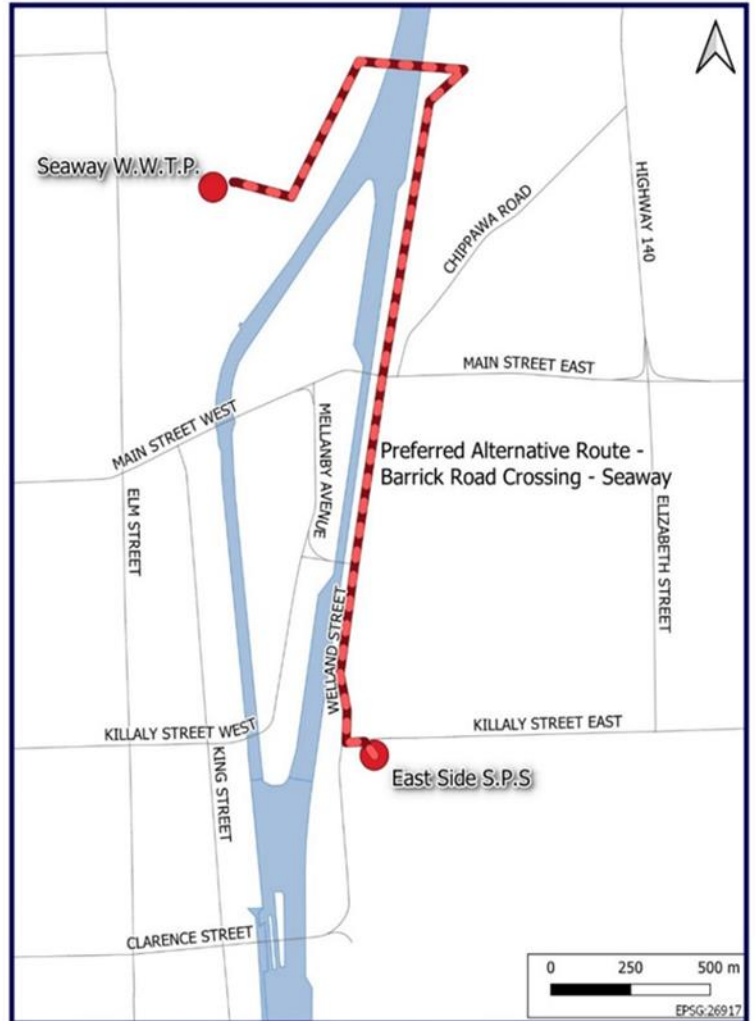 Seaway W.W.T.P.
CHIPPAWA ROAD
HIGHWAY 140
MAIN STREET EAST
MAIN STREET WEST
MELLANBY AVENUE
Preferred Alternative Route -
Barrick Road Crossing - Seaway
ELM STREET
ELIZABETH STREET
WELLAND STREET
KILLALY STREET WEST
KILLALY STREET EAST
KING STREET
East Side S.P.S
CLARENCE STREET
0 250 500 m
EPSG:26917